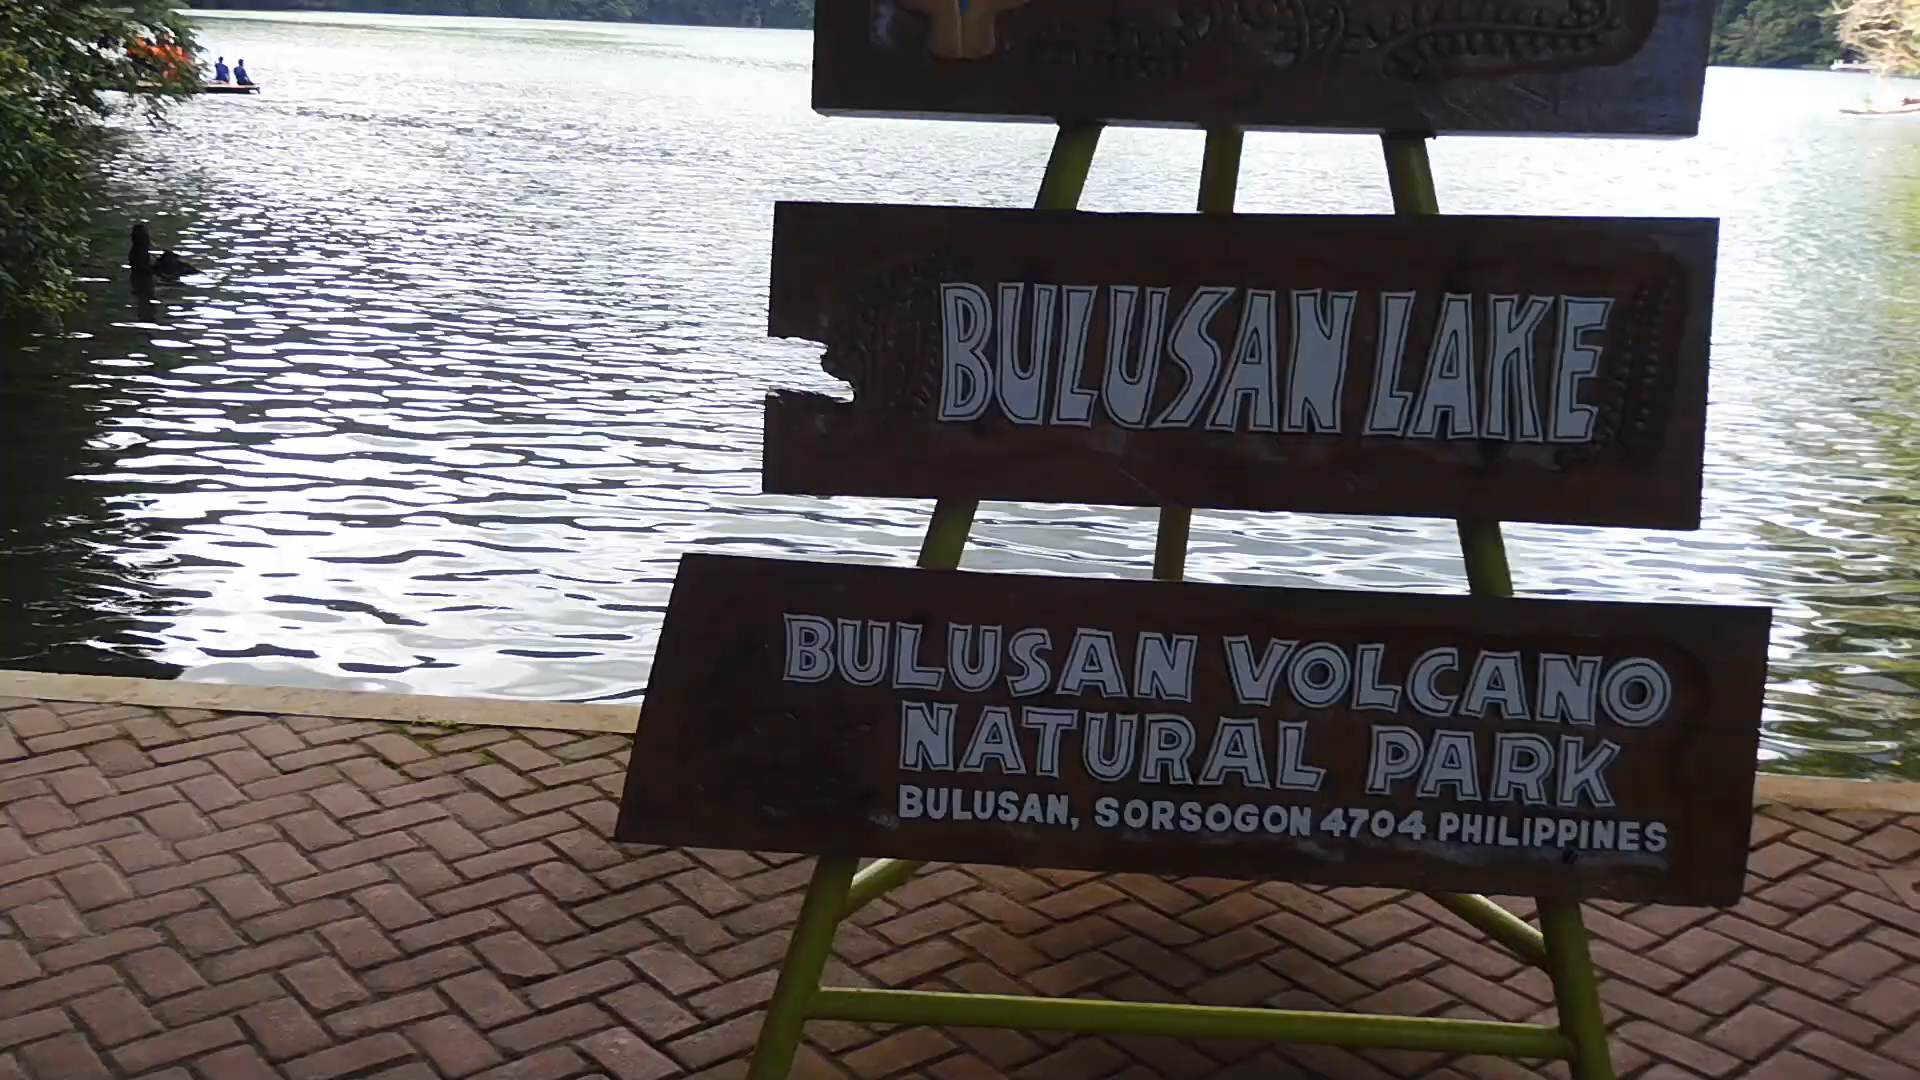 BULUSAN LAKE
BULUSAN VOLCANO
NATURAL PARK
BULUSAN, SORSOGON 4704 PHILIPPINES